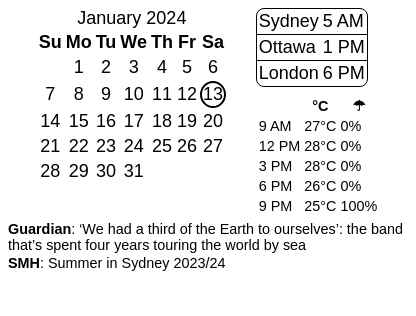 January 2024
Su Mo Tu We Th Fr Sa
1 2 3 4 5 6
7 8 9 10 11 12 13
14 15 16 17 18 19 20
21 22 23 24 25 26 27
28 29 30 31
Sydney 5 AM
Ottawa 1 PM
London 6 PM
°C ☂
9 AM 27°C 0%
12 PM 28°C 0%
3 PM 28°C 0%
6 PM 26°C 0%
9 PM 25°C 100%
Guardian: ‘We had a third of the Earth to ourselves’: the band
that’s spent four years touring the world by sea
SMH: Summer in Sydney 2023/24